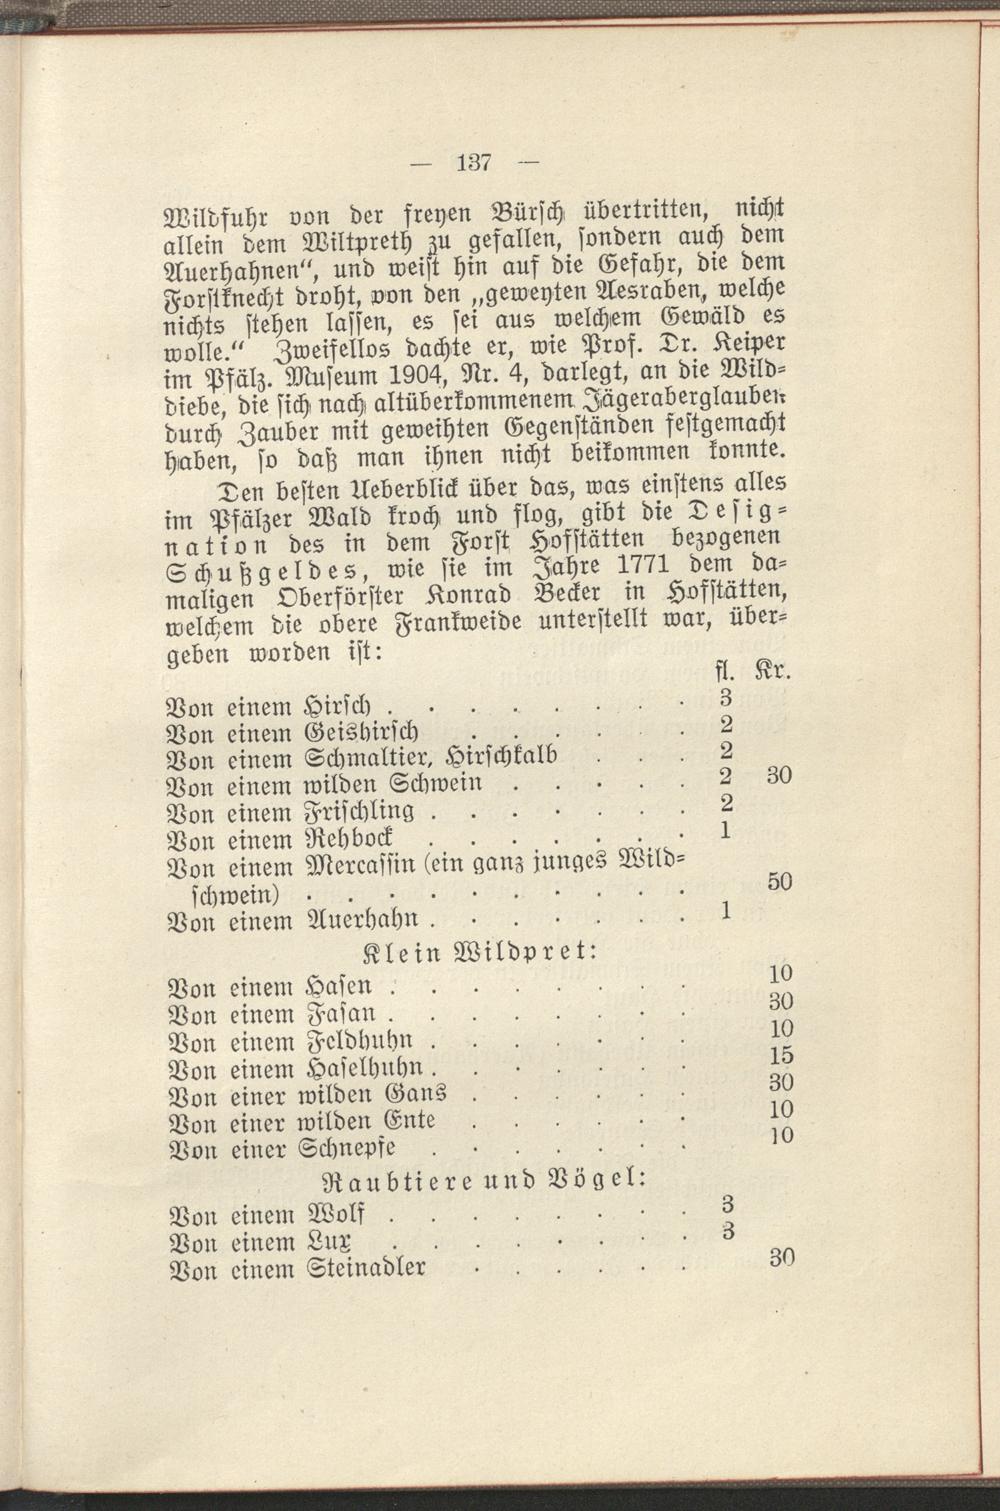 — 137 —
Wildfuhr von der freyen Bürsch übertritten, nicht
allein dem Wiltpreth zu gefallen, sondern auch dem
Auerhahnen“, und weist hin auf die Gefahr, die dem
Forstknecht droht, von den „geweyten Aesraben, welche
nichts stehen lassen, es sei aus welchem Gewäld es
wolle.“ Zweifellos dachte er, wie Prof. Dr. Keiper
im Pfälz. Museum 1904, Nr. 4, darlegt, an die Wild-
diebe, die sich nach altüberkommenem Jägeraberglauben
durch Zauber mit geweihten Gegenständen festgemacht
haben, so daß man ihnen nicht beikommen konnte.
Den besten Ueberblick über das, was einstens alles
im Pfälzer Wald kroch und flog, gibt die Desig-
nation des in dem Forst Hofstätten bezogenen
Schußgeldes, wie sie im Jahre 1771 dem da-
maligen Oberförster Konrad Becker in Hofstätten,
welchem die obere Frankweide unterstellt war, über-
geben worden ist:
fl. Kr.
Von einem Hirsch . . . . . . . . 3
Von einem Geishirsch . . . . . . 2
Von einem Schmaltier, Hirschkalb . . . 2
Von einem wilden Schwein . . . . . 2 30
Von einem Frischling . . . . . . . 2
Von einem Rehbock . . . . . . . 1
Von einem Mercassin (ein ganz junges Wild-
schwein) . . . . . . . . . . 50
Von einem Auerhahn . . . . . . . 1
Klein Wildpret:
Von einem Hasen . . . . . . . . 10
Von einem Fasan . . . . . . . . 30
Von einem Feldhuhn . . . . . . . 10
Von einem Haselhuhn . . . . . . . 15
Von einer wilden Gans . . . . . . 30
Von einer wilden Ente . . . . . . 10
Von einer Schnepfe . . . . . . . 10
Raubtiere und Vögel:
Von einem Wolf . . . . . . . . 3
Von einem Lux . . . . . . . . 3
Von einem Steinadler . . . . . . 30